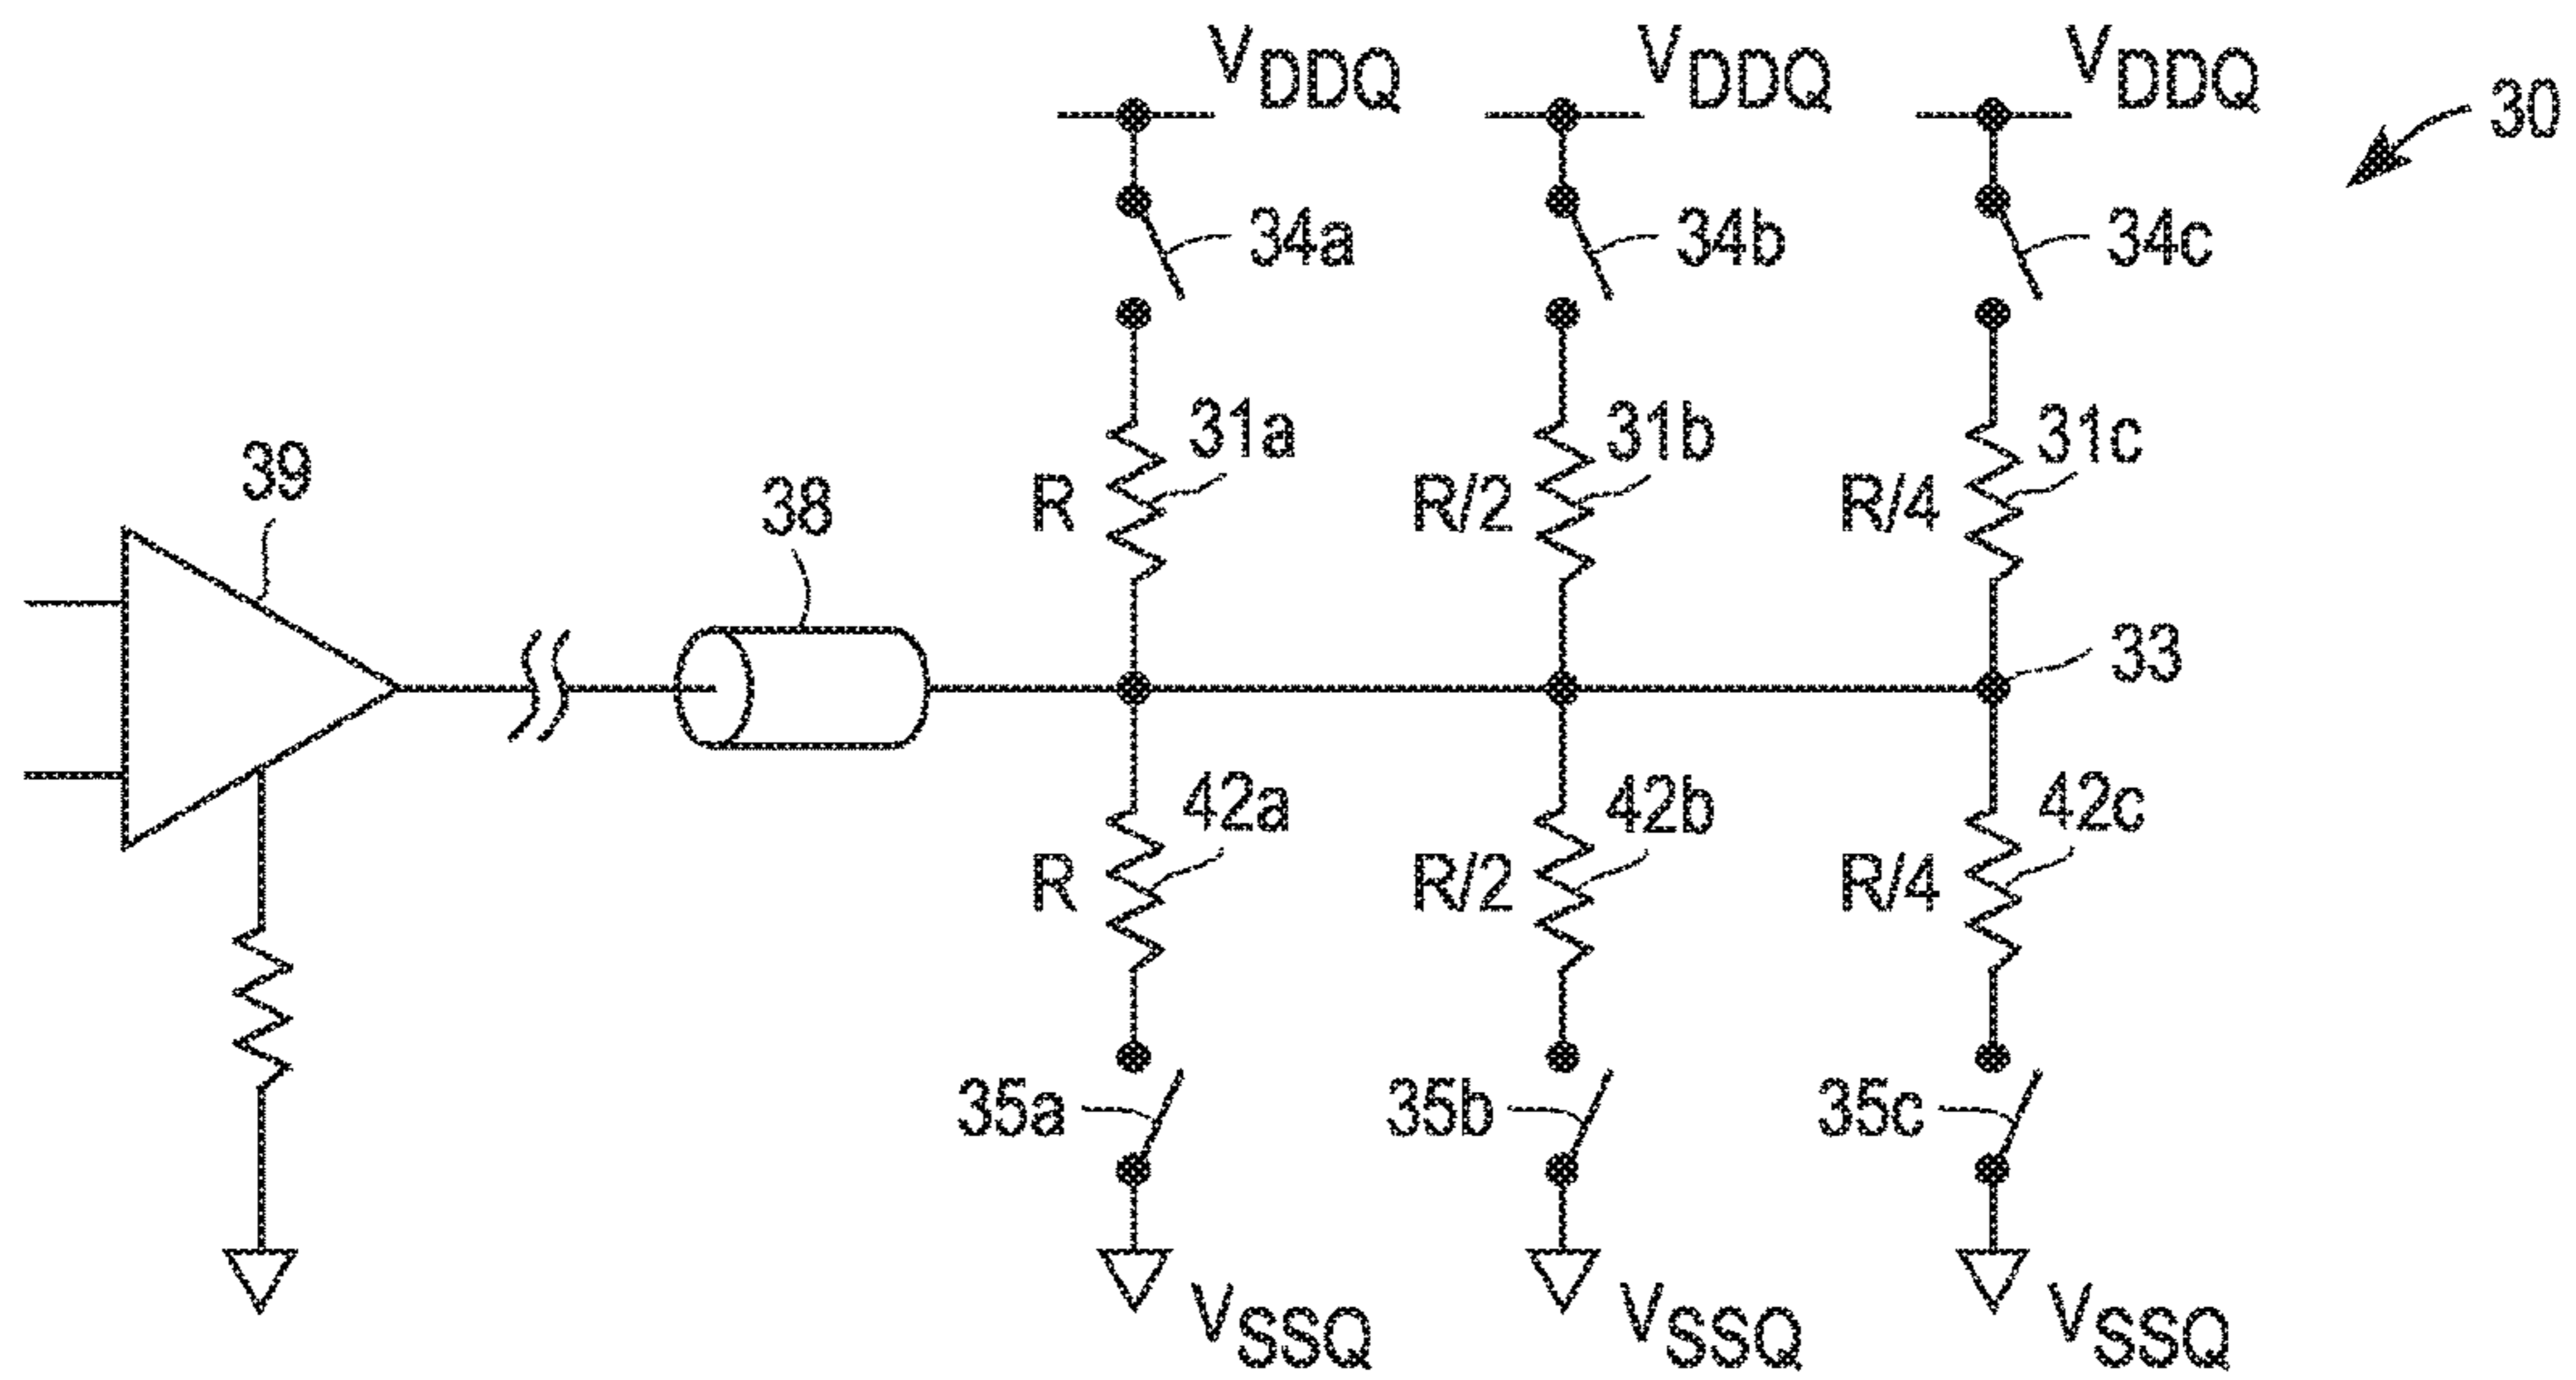 VDDQ VDDQ VDDQ
30
34a 34b 34c
31a 31b 31c
39 38 R R/2 R/4
33
42a 42b 42c
R R/2 R/4
35a 35b 35c
VSSQ VSSQ VSSQ